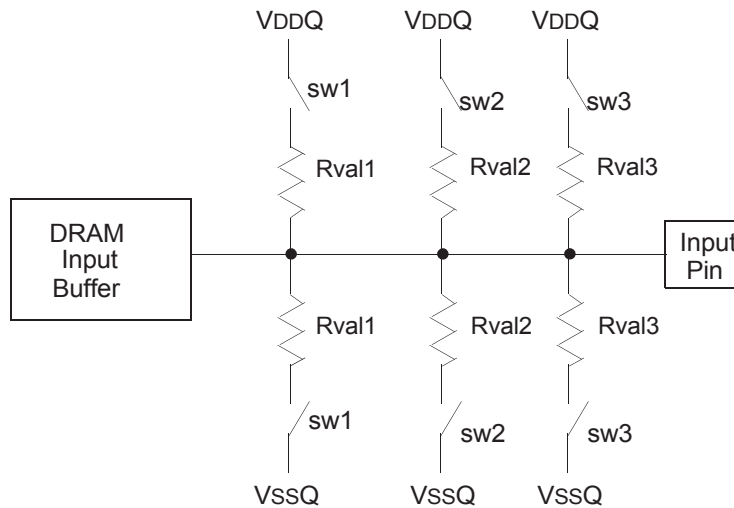 VDDQ
VDDQ
VDDQ
sw1
sw2
sw3
Rval1
Rval2
Rval3
DRAM
Input
Buffer
Input
Pin
Rval1
Rval2
Rval3
sw1
sw2
sw3
VSSQ
VSSQ
VSSQ